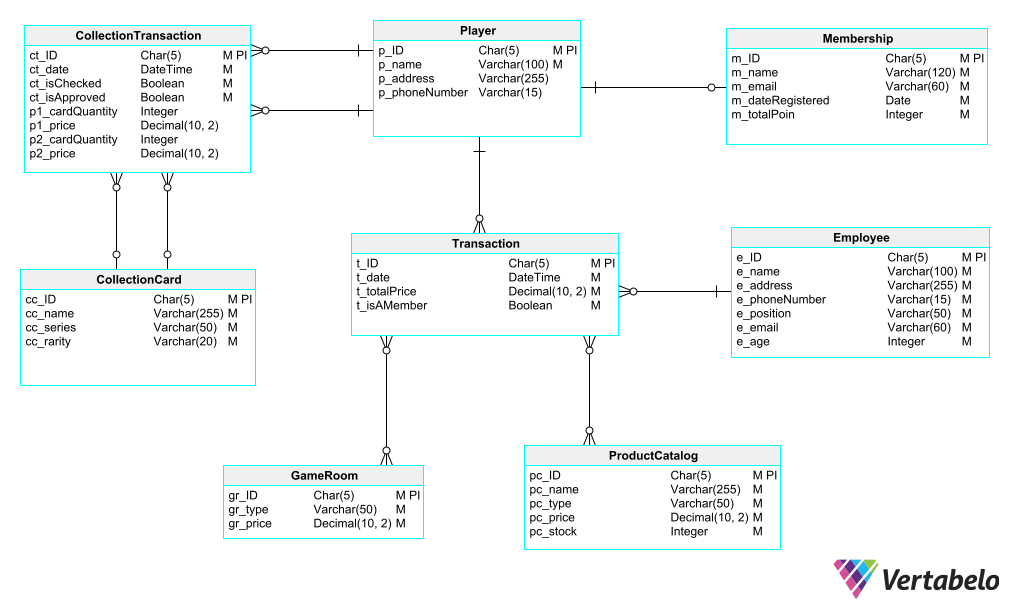 CollectionTransaction
ct_ID Char(5) M PI
ct_date DateTime M
ct_isChecked Boolean M
ct_isApproved Boolean M
p1_cardQuantity Integer
p1_price Decimal(10, 2)
p2_cardQuantity Integer
p2_price Decimal(10, 2)
Player
p_ID Char(5) M PI
p_name Varchar(100) M
p_address Varchar(255)
p_phoneNumber Varchar(15)
Membership
m_ID Char(5) M PI
m_name Varchar(120) M
m_email Varchar(60) M
m_dateRegistered Date M
m_totalPoin Integer M
Transaction
t_ID Char(5) M PI
t_date DateTime M
t_totalPrice Decimal(10, 2) M
t_isAMember Boolean M
Employee
e_ID Char(5) M PI
e_name Varchar(100) M
e_address Varchar(255) M
e_phoneNumber Varchar(15) M
e_position Varchar(50) M
e_email Varchar(60) M
e_age Integer M
CollectionCard
cc_ID Char(5) M PI
cc_name Varchar(255) M
cc_series Varchar(50) M
cc_rarity Varchar(20) M
GameRoom
gr_ID Char(5) M PI
gr_type Varchar(50) M
gr_price Decimal(10, 2) M
ProductCatalog
pc_ID Char(5) M PI
pc_name Varchar(255) M
pc_type Varchar(50) M
pc_price Decimal(10, 2) M
pc_stock Integer M
Vertabelo